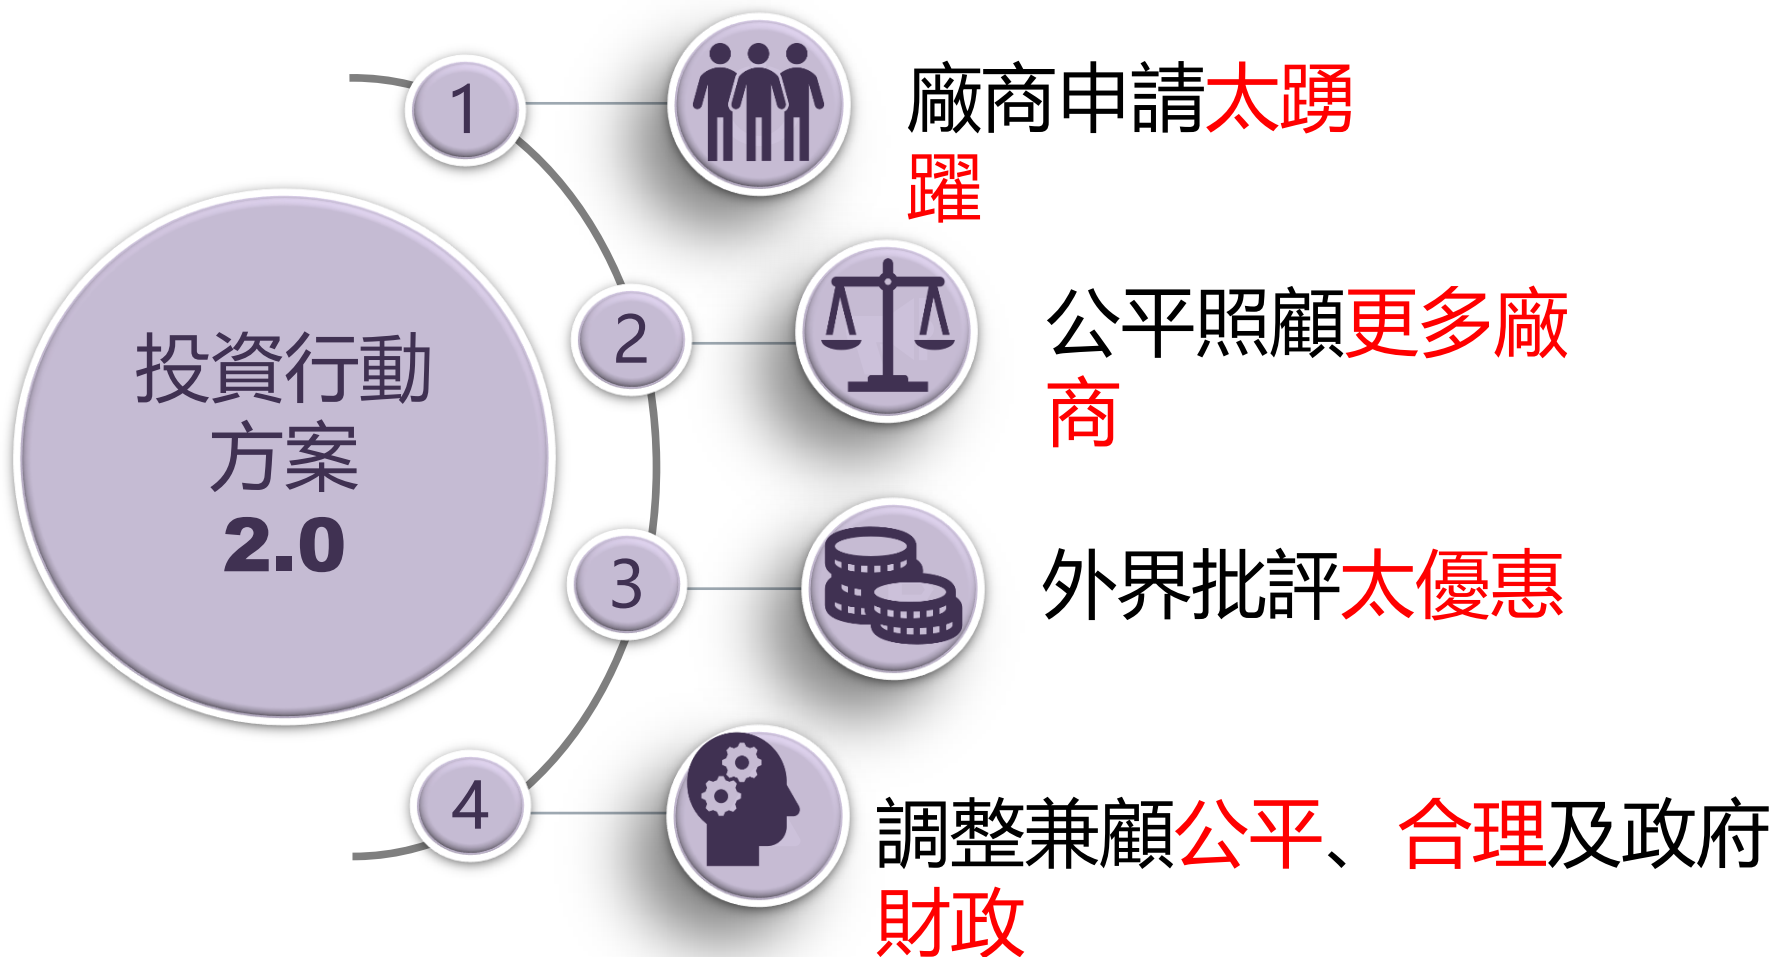 投資行動
方案
2.0
1
廠商申請太踴
躍
2
公平照顧更多廠
商
3
外界批評太優惠
4
調整兼顧公平、合理及政府
財政